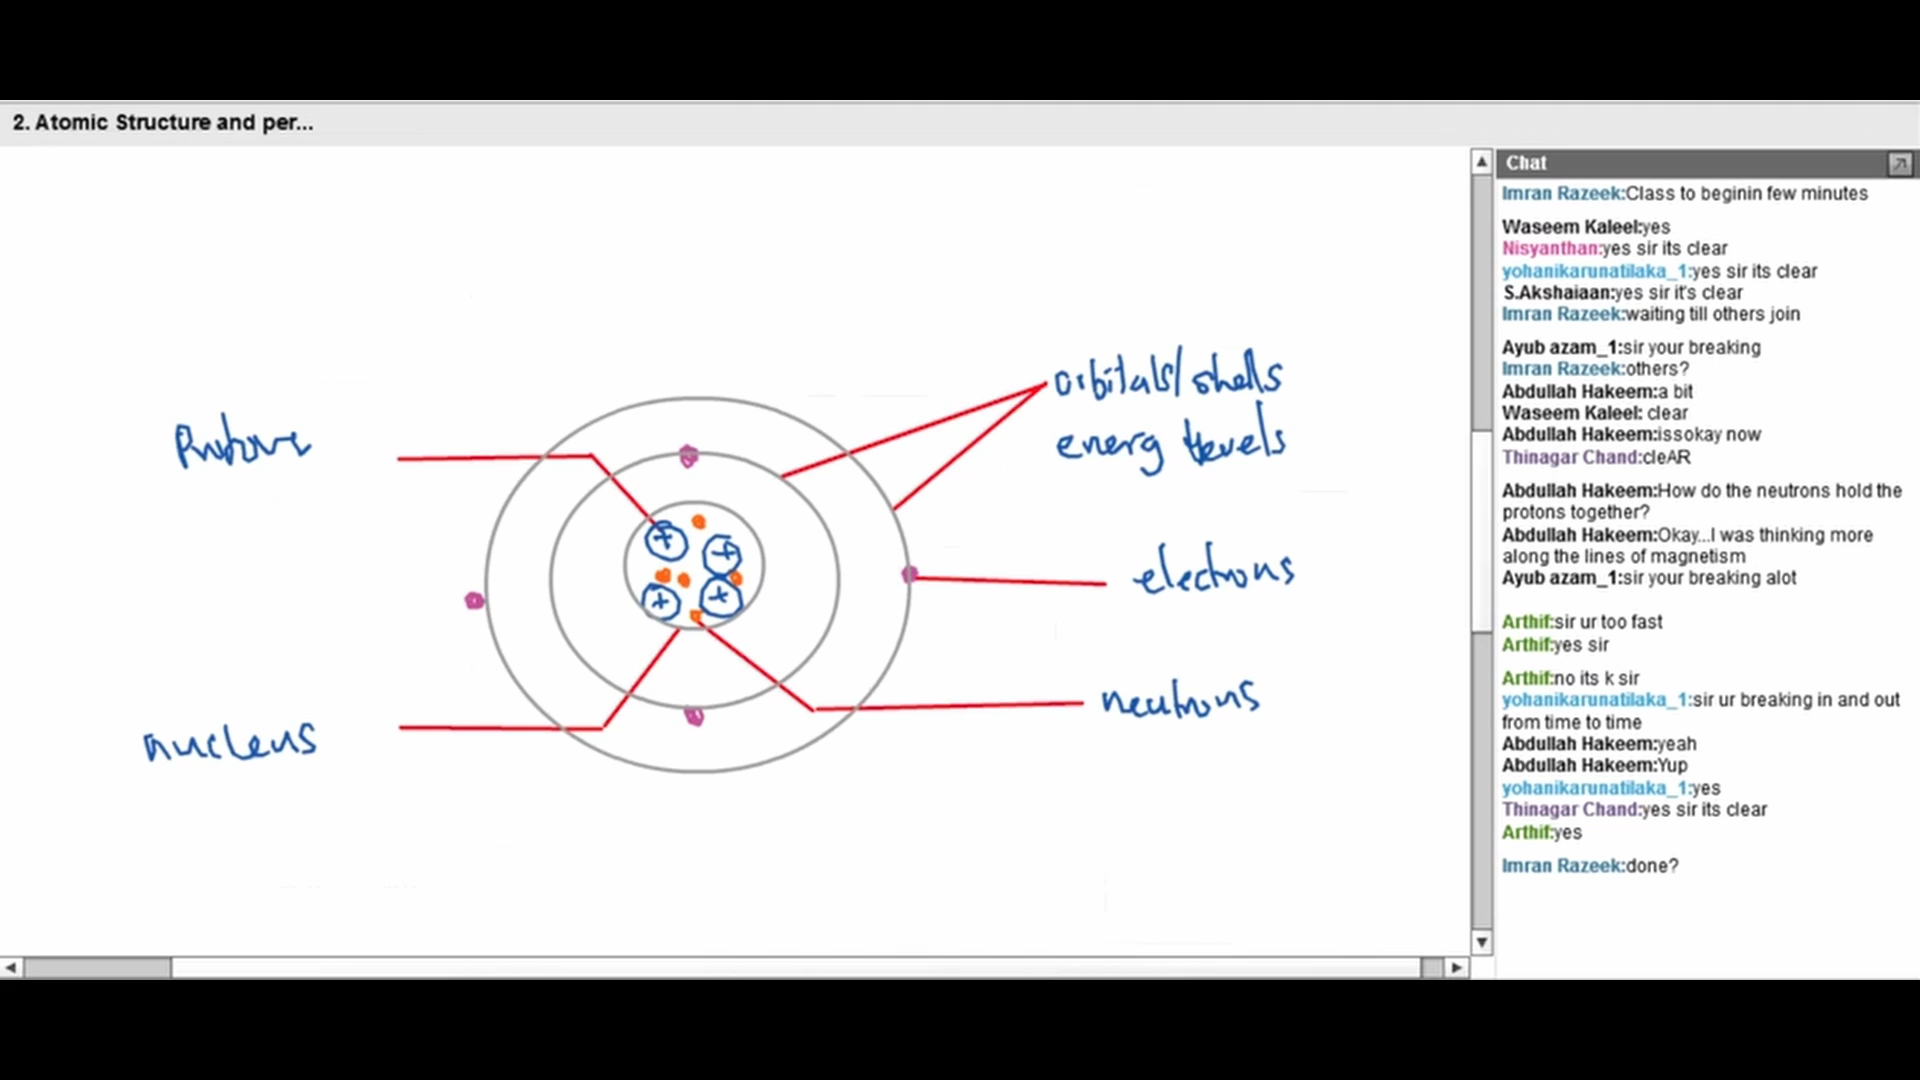 2. Atomic Structure and per...
Protons
nucleus
orbitals/shells
energy levels
electrons
neutrons
Chat
Imran Razeek:Class to beginin few minutes
Waseem Kaleel:yes
Nisyanthan:yes sir its clear
yohanikarunatilaka_1:yes sir its clear
S.Akshaiaan:yes sir it's clear
Imran Razeek:waiting till others join
Ayub azam_1:sir your breaking
Imran Razeek:others?
Abdullah Hakeem:a bit
Waseem Kaleel: clear
Abdullah Hakeem:issokay now
Thinagar Chand:cleAR
Abdullah Hakeem:How do the neutrons hold the
protons together?
Abdullah Hakeem:Okay...I was thinking more
along the lines of magnetism
Ayub azam_1:sir your breaking alot
Arthif:sir ur too fast
Arthif:yes sir
Arthif:no its k sir
yohanikarunatilaka_1:sir ur breaking in and out
from time to time
Abdullah Hakeem:yeah
Abdullah Hakeem:Yup
yohanikarunatilaka_1:yes
Thinagar Chand:yes sir its clear
Arthif:yes
Imran Razeek:done?